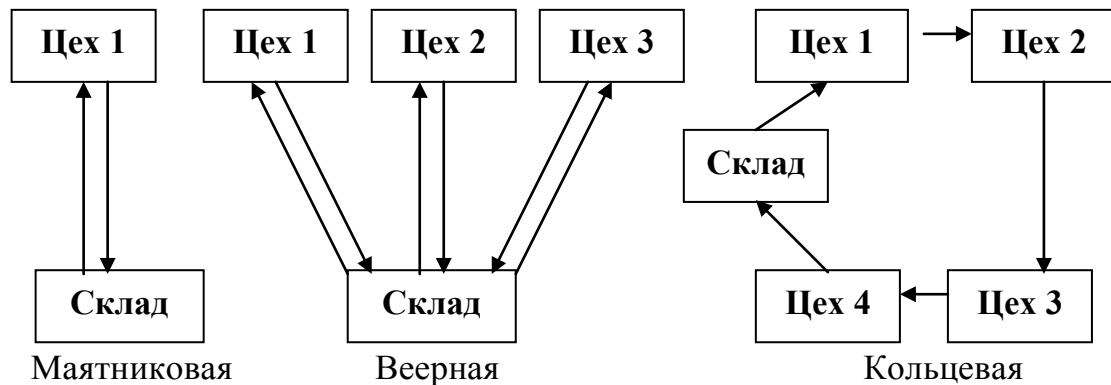 Цех 1
Цех 1
Цех 2
Цех 3
Цех 1
Цех 2
Склад
Склад
Склад
Цех 4
Цех 3
Маятниковая
Веерная
Кольцевая